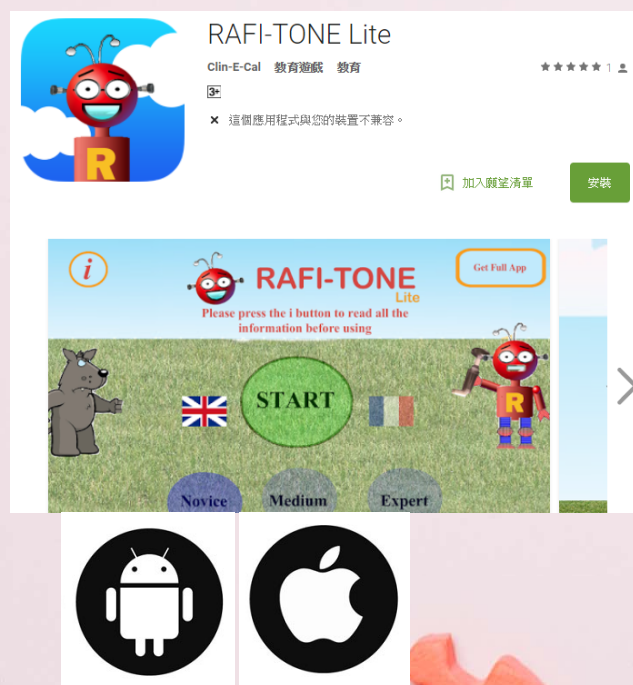 RAFI-TONE Lite
Clin-E-Cal 教育遊戲 教育
1
3+
這個應用程式與您的裝置不兼容。
加入願望清單
安裝
i
RAFI-TONE
Lite
Get Full App
Please press the i button to read all the
information before using
START
R
R
Novice Medium Expert